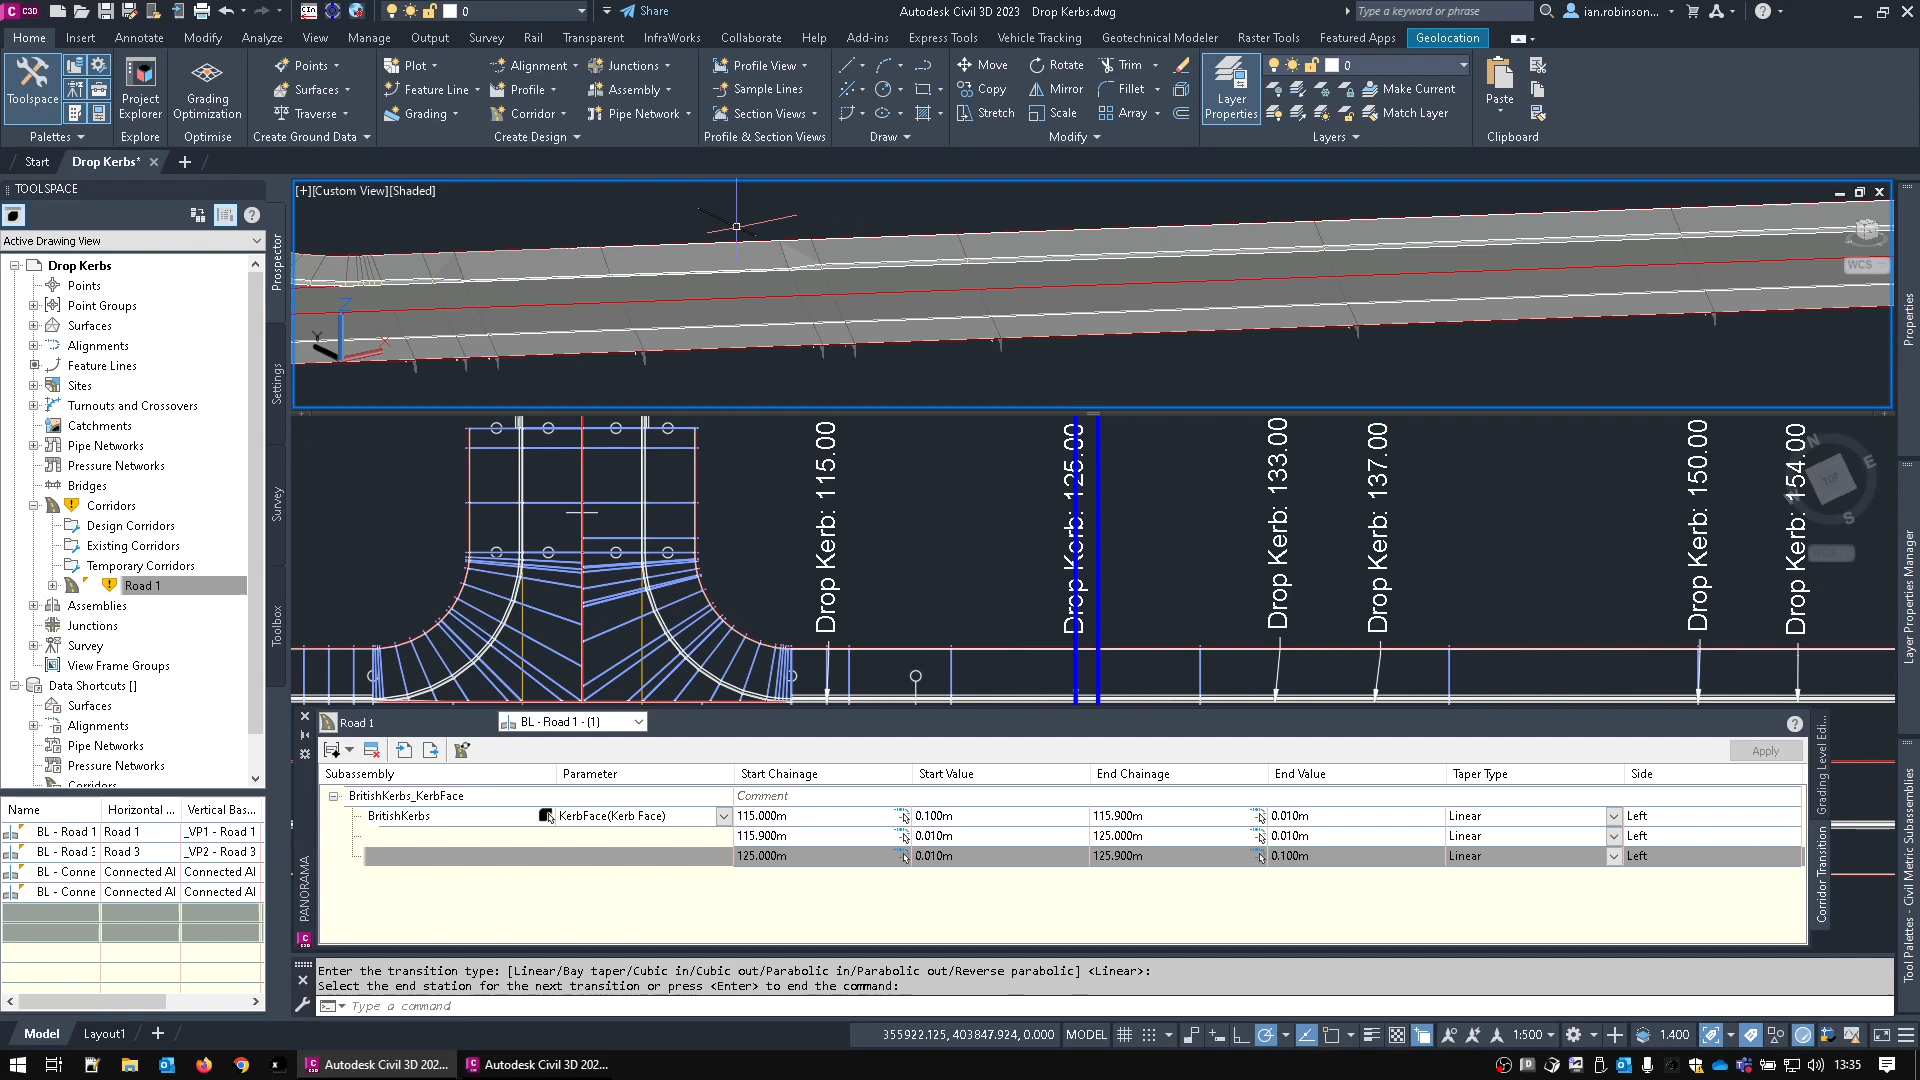 C3D
0
Share
Autodesk Civil 3D 2023 Drop Kerbs.dwg
Type a keyword or phrase
ian.robinson...
Home Insert Annotate Modify Analyze View Manage Output Survey Rail Transparent InfraWorks Collaborate Help Add-ins Express Tools Vehicle Tracking Geotechnical Modeler Raster Tools Featured Apps Geolocation
Toolspace
Project Explorer
Grading Optimization
Points
Surfaces
Traverse
Plot
Feature Line
Grading
Alignment
Profile
Corridor
Junctions
Assembly
Pipe Network
Profile View
Sample Lines
Section Views
Move
Copy
Stretch
Rotate
Mirror
Scale
Trim
Fillet
Array
Layer Properties
0
Make Current
Match Layer
Paste
Palettes Explore Optimise Create Ground Data Create Design Profile & Section Views Draw Modify Layers Clipboard
Start Drop Kerbs*
TOOLSPACE
Active Drawing View
Drop Kerbs
Points
Point Groups
Surfaces
Alignments
Feature Lines
Sites
Turnouts and Crossovers
Catchments
Pipe Networks
Pressure Networks
Bridges
Corridors
Design Corridors
Existing Corridors
Temporary Corridors
Road 1
Assemblies
Junctions
Survey
View Frame Groups
Data Shortcuts []
Surfaces
Alignments
Pipe Networks
Pressure Networks
Corridors
Prospector
Settings
Survey
Toolbox
Name Horizontal ... Vertical Bas...
BL - Road 1 Road 1 _VP1 - Road 1
BL - Road 3 Road 3 _VP2 - Road 3
BL - Conne Connected Al Connected Al
BL - Conne Connected Al Connected Al
[+][Custom View][Shaded]
Z
Y
X
WCS
Drop Kerb: 115.00
Drop Kerb: 125.00
Drop Kerb: 133.00
Drop Kerb: 137.00
Drop Kerb: 150.00
Drop Kerb: 154.00
N
E
S
TOP
Road 1
BL - Road 1 - (1)
Apply
Subassembly Parameter Start Chainage Start Value End Chainage End Value Taper Type Side
BritishKerbs_KerbFace Comment
BritishKerbs KerbFace(Kerb Face) 115.000m 0.100m 115.900m 0.010m Linear Left
115.900m 0.010m 125.000m 0.010m Linear Left
125.000m 0.010m 125.900m 0.100m Linear Left
PANORAMA
Grading Level Edi...
Corridor Transition
Properties
Layer Properties Manager
Tool Palettes - Civil Metric Subassemblies
Enter the transition type: [Linear/Bay taper/Cubic in/Cubic out/Parabolic in/Parabolic out/Reverse parabolic] <Linear>:
Select the end station for the next transition or press <Enter> to end the command:
Type a command
Model Layout1
355922.125, 403847.924, 0.000 MODEL
1:500
1.400
Autodesk Civil 3D 202...
Autodesk Civil 3D 202...
13:35